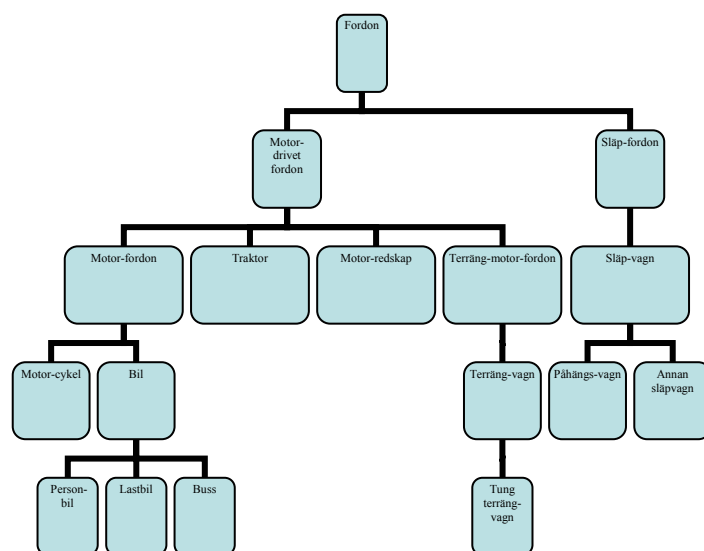 Fordon
Motor-
drivet
fordon
Släp-fordon
Motor-fordon
Traktor
Motor-redskap
Terräng-motor-fordon
Släp-vagn
Motor-cykel
Bil
Terräng-vagn
Påhängs-vagn
Annan
släpvagn
Person-
bil
Lastbil
Buss
Tung
terräng-
vagn